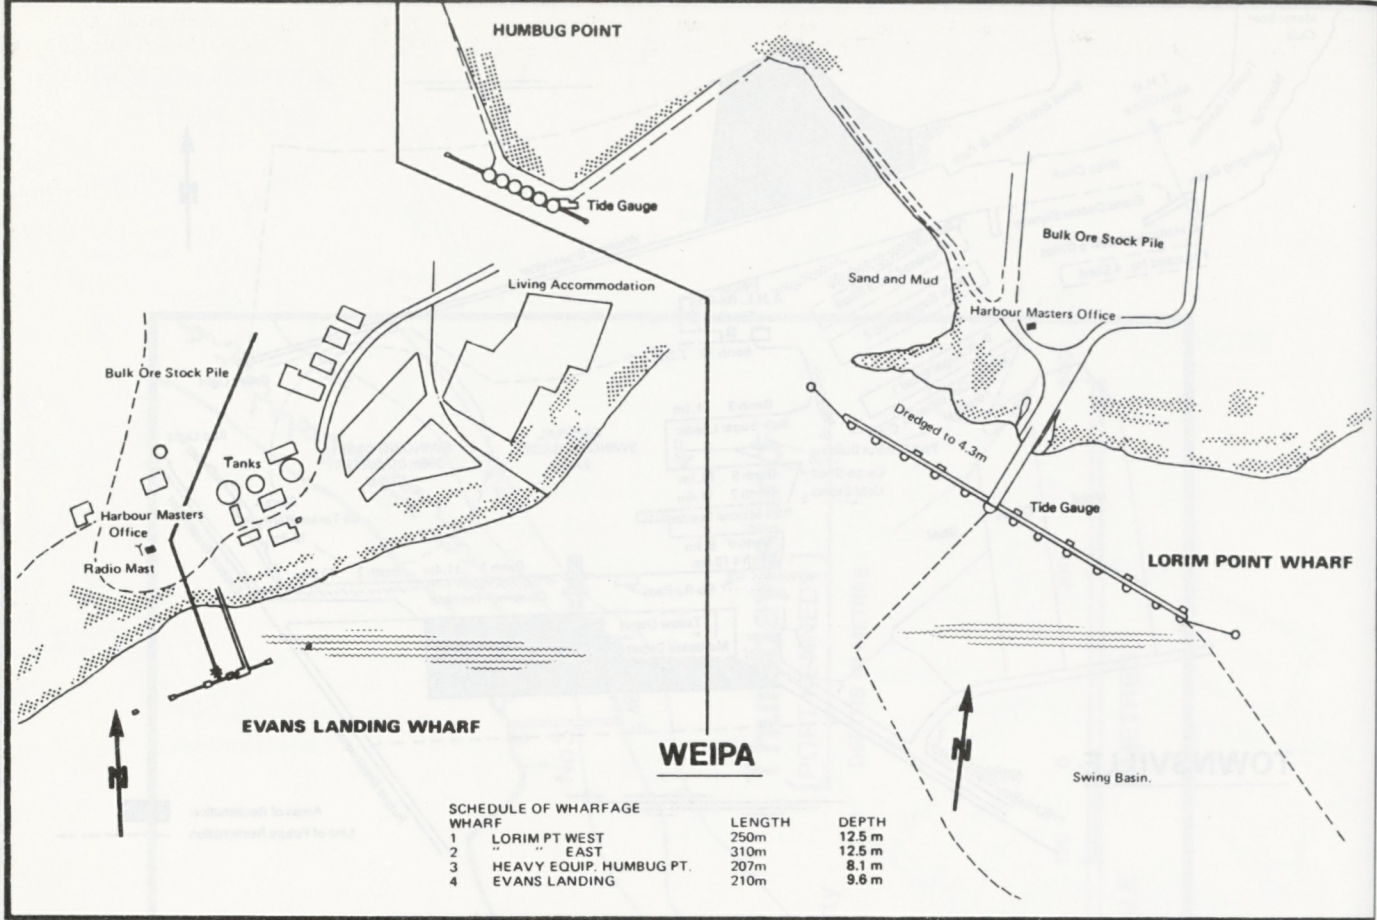 HUMBUG POINT
Tide Gauge
Bulk Ore Stock Pile
Living Accommodation
Sand and Mud
Harbour Masters Office
Bulk Ore Stock Pile
Dredged to 4.3m
Tanks
Tide Gauge
Harbour Masters
Office
Radio Mast
LORIM POINT WHARF
EVANS LANDING WHARF
N
N
WEIPA
Swing Basin.
SCHEDULE OF WHARFAGE
WHARF LENGTH DEPTH
1 LORIM PT WEST 250m 12.5 m
2 " " EAST 310m 12.5 m
3 HEAVY EQUIP. HUMBUG PT. 207m 8.1 m
4 EVANS LANDING 210m 9.6 m